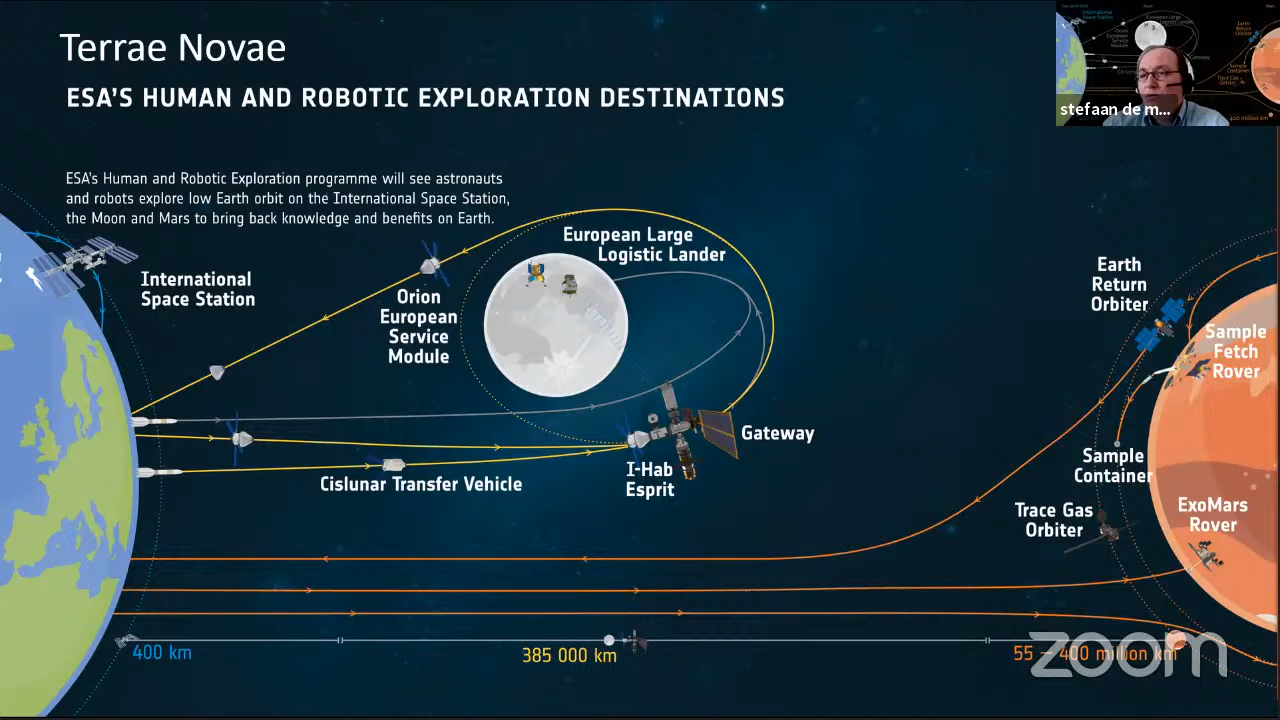 Terrae Novae
ESA'S HUMAN AND ROBOTIC EXPLORATION DESTINATIONS
ESA's Human and Robotic Exploration programme will see astronauts
and robots explore low Earth orbit on the International Space Station,
the Moon and Mars to bring back knowledge and benefits on Earth.
stefaan de m...
International
Space Station
Orion
European
Service
Module
European Large
Logistic Lander
Gateway
I-Hab
Esprit
Cislunar Transfer Vehicle
Earth
Return
Orbiter
Sample
Fetch
Rover
Sample
Container
Trace Gas
Orbiter
ExoMars
Rover
400 km
385 000 km
55 – 400 million km
zoom